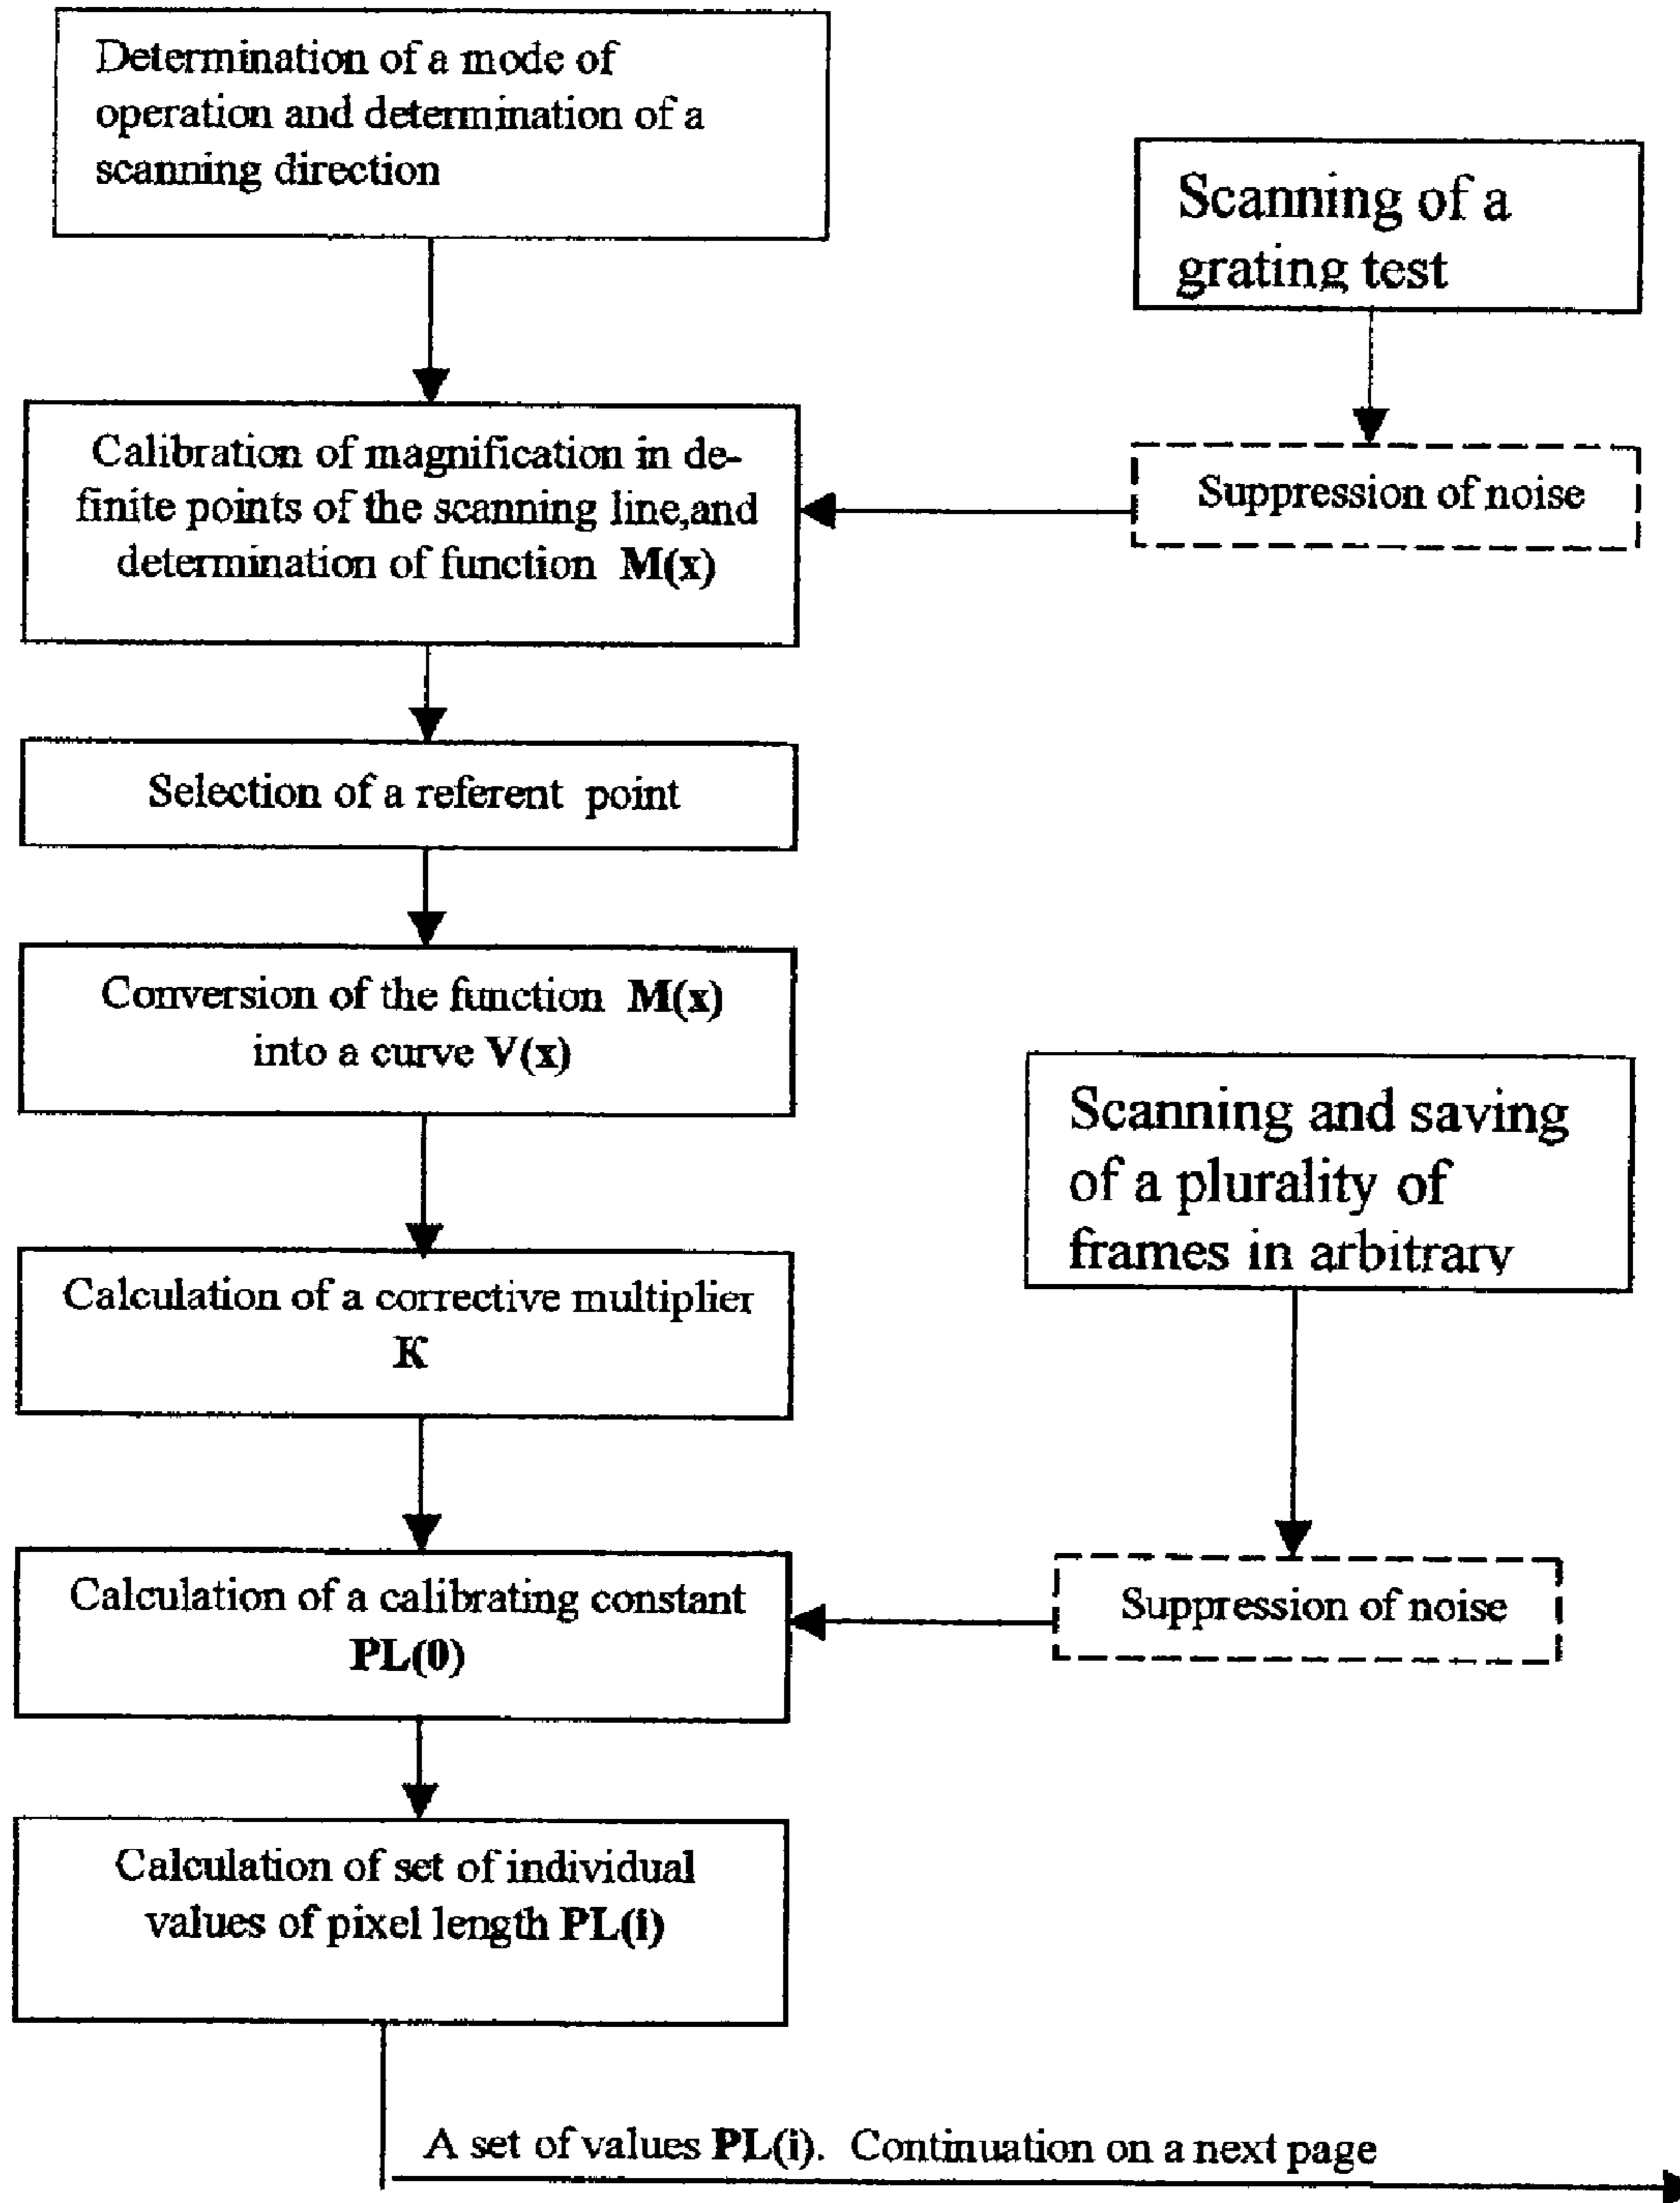 Determination of a mode of
operation and determination of a
scanning direction
Scanning of a
grating test
Calibration of magnification in de-
finite points of the scanning line,and
determination of function M(x)
Suppression of noise
Selection of a referent point
Conversion of the function M(x)
into a curve V(x)
Scanning and saving
of a plurality of
frames in arbitrary
Calculation of a corrective multiplier
K
Calculation of a calibrating constant
PL(0)
Suppression of noise
Calculation of set of individual
values of pixel length PL(i)
A set of values PL(i). Continuation on a next page